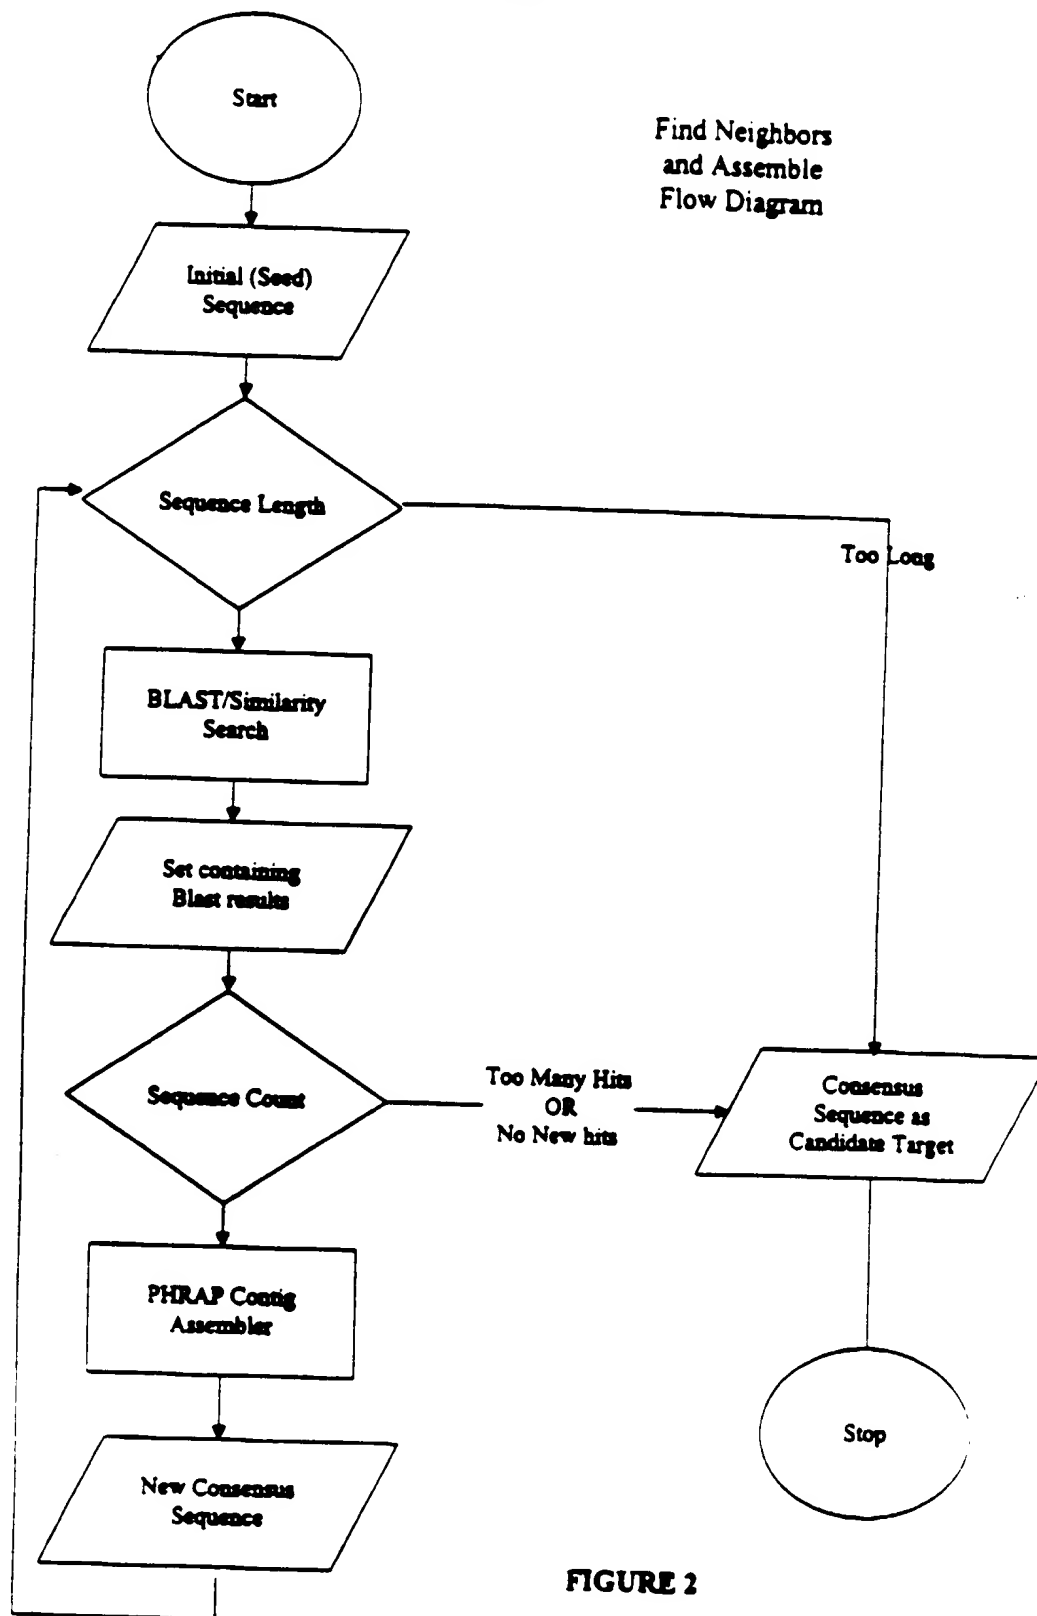 Start
Find Neighbors
and Assemble
Flow Diagram
Initial (Seed)
Sequence
Sequence Length
Too Long
BLAST/Similarity
Search
Set containing
Blast results
Sequence Count
Too Many Hits
OR
No New hits
Consensus
Sequence as
Candidate Target
PHRAP Contig
Assembler
Stop
New Consensus
Sequence
FIGURE 2